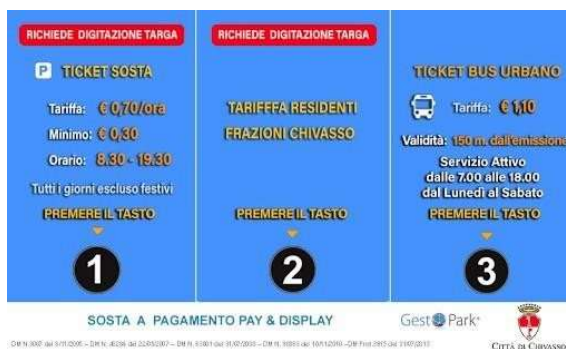 RICHIEDE DIGITAZIONE TARGA
P TICKET SOSTA
Tariffa: € 0,70/ora
Minimo: € 0,30
Orario: 8.30 - 19.30
Tutti i giorni escluso festivi
PREMERE IL TASTO
1
RICHIEDE DIGITAZIONE TARGA
TARIFFFA RESIDENTI
FRAZIONI CHIVASSO
PREMERE IL TASTO
2
TICKET BUS URBANO
Tariffa: € 1,10
Validità: 150 m. dall'emissione
Servizio Attivo
dalle 7.00 alle 18.00
dal Lunedì al Sabato
PREMERE IL TASTO
3
SOSTA A PAGAMENTO PAY & DISPLAY
Gest Park
CITTÀ DI CHIVASSO